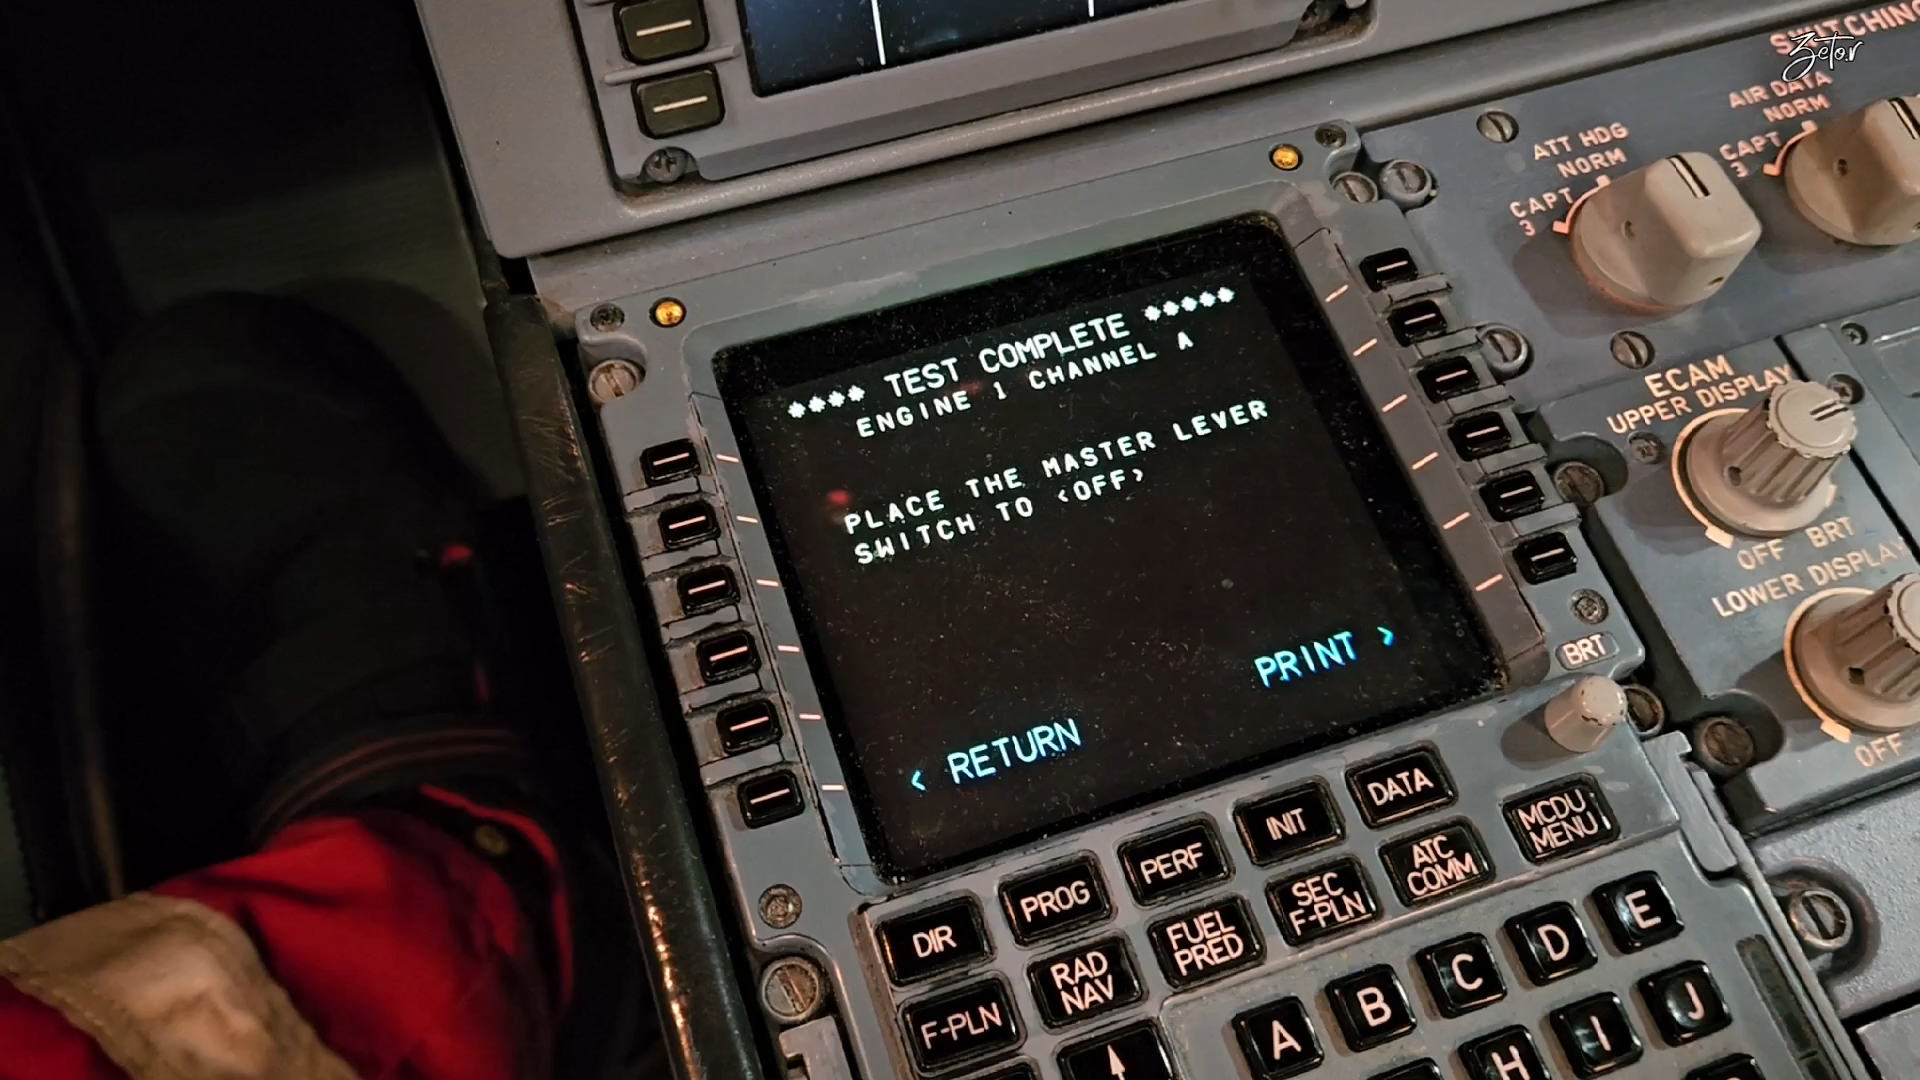 SWITCHING
Zetor
AIR DATA
NORM
CAPT
3
ATT HDG
NORM
CAPT
3
**** TEST COMPLETE *****
ENGINE 1 CHANNEL A
PLACE THE MASTER LEVER
SWITCH TO <OFF>
PRINT >
< RETURN
ECAM
UPPER DISPLAY
OFF BRT
LOWER DISPLAY
OFF
BRT
DIR
PROG
PERF
INIT
DATA
F-PLN
RAD
NAV
FUEL
PRED
SEC
F-PLN
ATC
COMM
MCDU
MENU
A
B
C
D
E
H
I
J